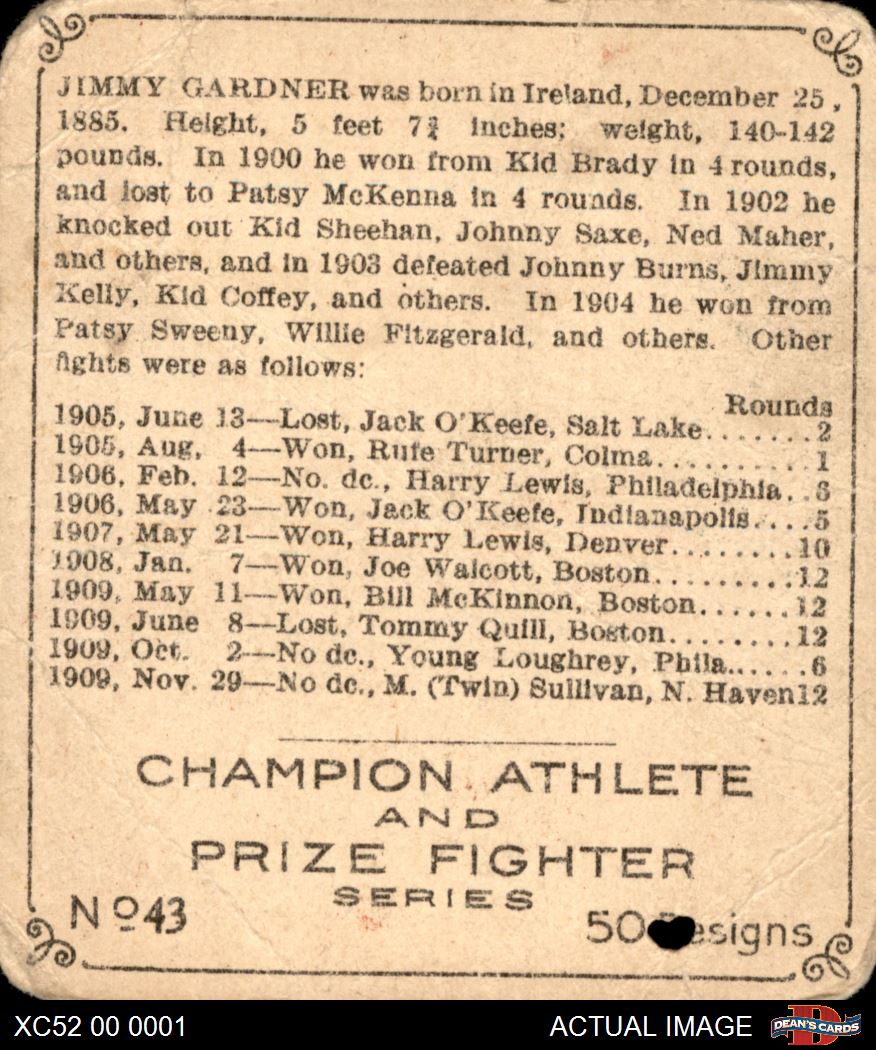 JIMMY GARDNER was born in Ireland, December 25,
1885. Height, 5 feet 7¾ inches; weight, 140-142
pounds. In 1900 he won from Kid Brady in 4 rounds,
and lost to Patsy McKenna in 4 rounds. In 1902 he
knocked out Kid Sheehan, Johnny Saxe, Ned Maher,
and others, and in 1903 defeated Johnny Burns, Jimmy
Kelly, Kid Coffey, and others. In 1904 he won from
Patsy Sweeny, Willie Fitzgerald, and others. Other
fights were as follows:
Rounds
1905, June 13—Lost, Jack O'Keefe, Salt Lake.......2
1905, Aug, 4—Won, Rufe Turner, Colma..........1
1906, Feb. 12—No. dc., Harry Lewis, Philadelphia..6
1906, May 23—Won, Jack O'Keefe, Indianapolis.....5
1907, May 21—Won, Harry Lewis, Denver.........10
1908, Jan. 7—Won, Joe Walcott, Boston..........12
1909, May 11—Won, Bill McKinnon, Boston.......12
1909, June 8—Lost, Tommy Quill, Boston.........12
1909, Oct. 2—No dc., Young Loughrey, Phila.......6
1909, Nov. 29—No dc., M. (Twin) Sullivan, N. Haven12
CHAMPION ATHLETE
AND
PRIZE FIGHTER
SERIES
Nº43
50 esigns
XC52 00 0001 ACTUAL IMAGE DEAN'S CARDS